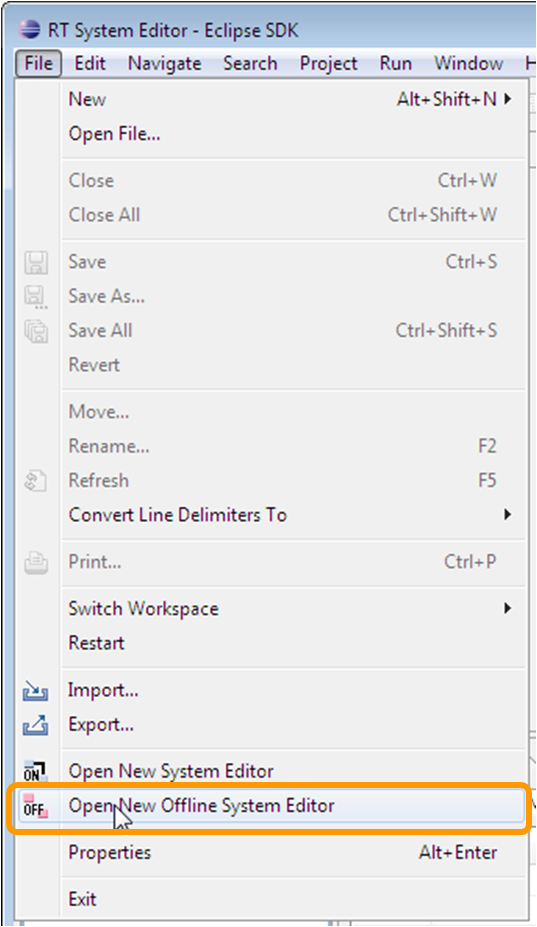 RT System Editor - Eclipse SDK
File Edit Navigate Search Project Run Window
New Alt+Shift+N
Open File...
Close Ctrl+W
Close All Ctrl+Shift+W
Save Ctrl+S
Save As...
Save All Ctrl+Shift+S
Revert
Move...
Rename... F2
Refresh F5
Convert Line Delimiters To
Print... Ctrl+P
Switch Workspace
Restart
Import...
Export...
ON Open New System Editor
OFF Open New Offline System Editor
Properties Alt+Enter
Exit